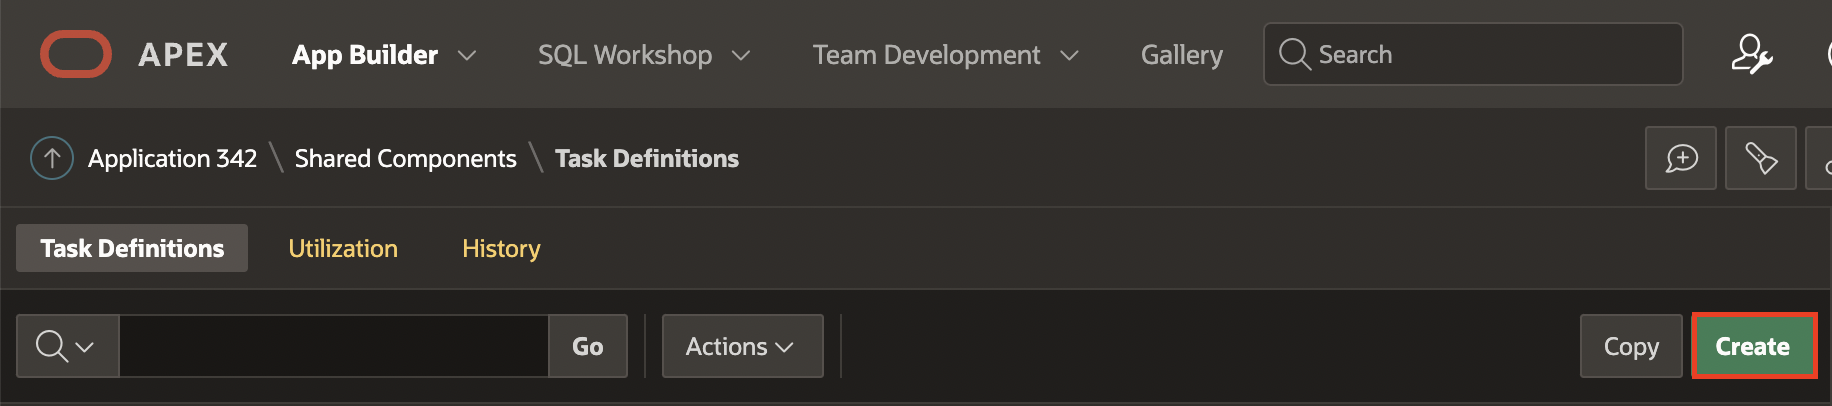 APEX App Builder SQL Workshop Team Development Gallery Search
Application 342 \ Shared Components \ Task Definitions
Task Definitions Utilization History
Go Actions Copy Create